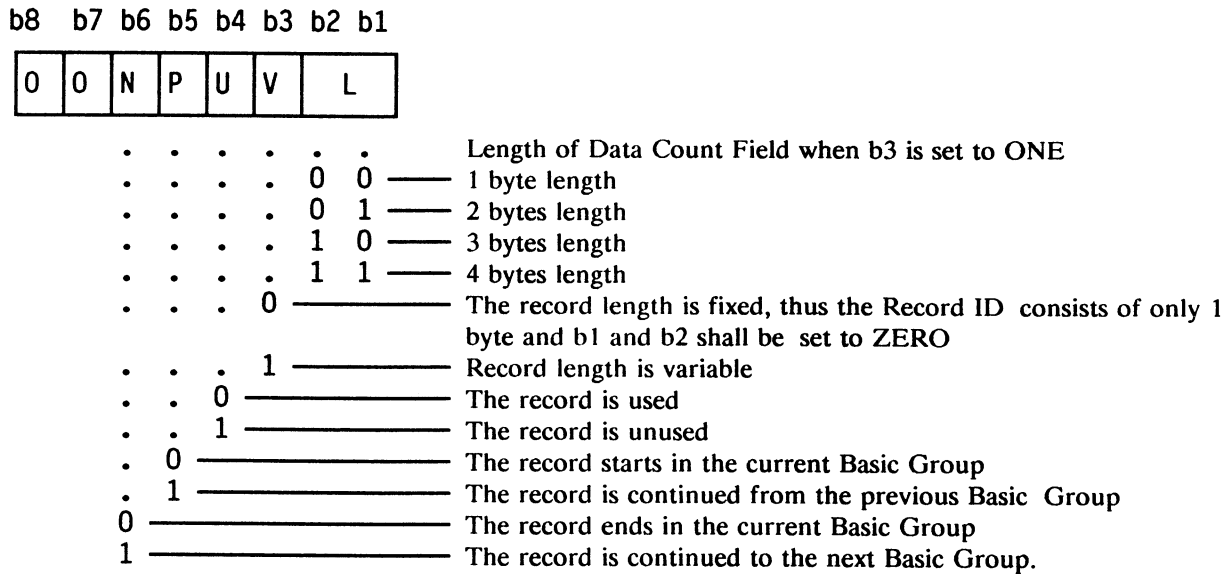 b8 b7 b6 b5 b4 b3 b2 b1
0 0 N P U V L
. . . . . . Length of Data Count Field when b3 is set to ONE
. . . . 0 0 1 byte length
. . . . 0 1 2 bytes length
. . . . 1 0 3 bytes length
. . . . 1 1 4 bytes length
. . . 0 The record length is fixed, thus the Record ID consists of only 1
byte and b1 and b2 shall be set to ZERO
. . . 1 Record length is variable
. . 0 The record is used
. . 1 The record is unused
. 0 The record starts in the current Basic Group
. 1 The record is continued from the previous Basic Group
0 The record ends in the current Basic Group
1 The record is continued to the next Basic Group.